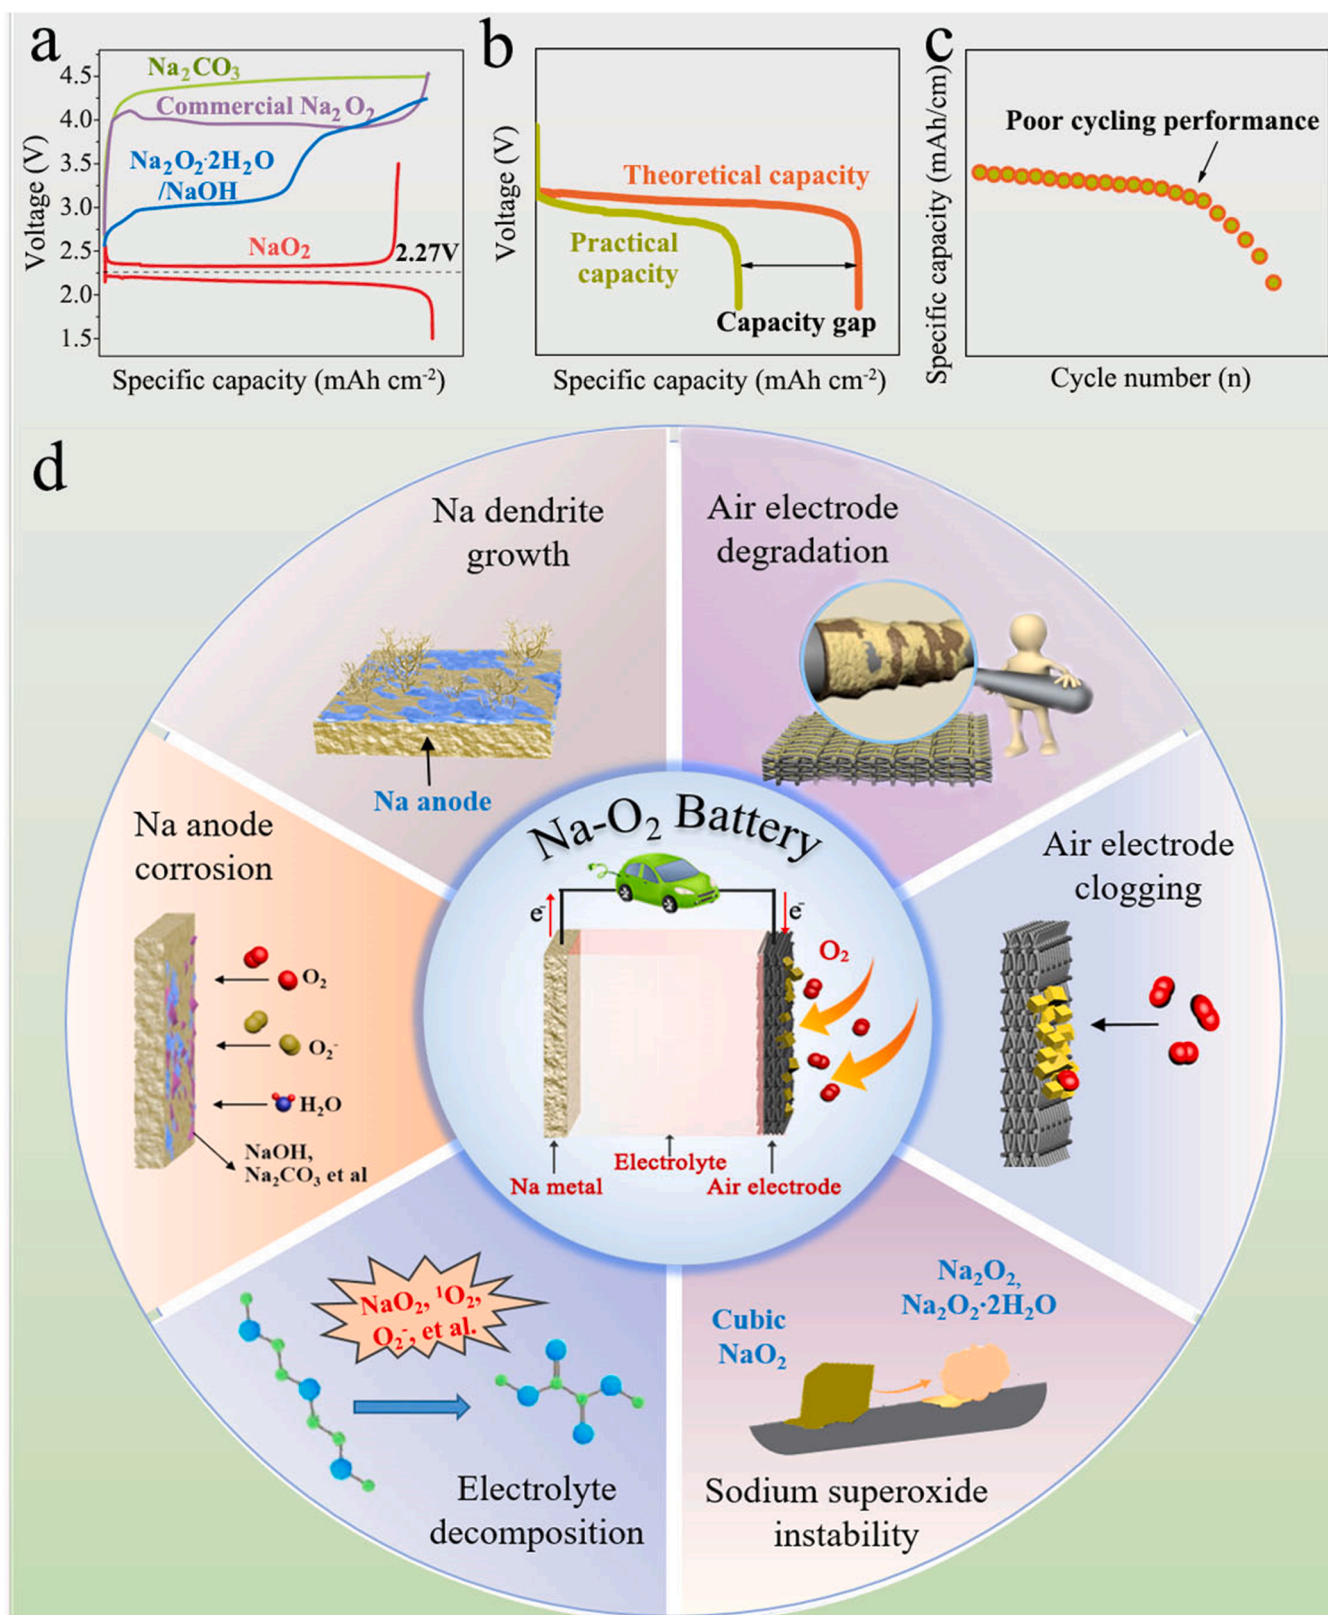 a
Voltage (V)
4.5
4.0
3.5
3.0
2.5
2.0
1.5
Na₂CO₃
Commercial Na₂O₂
Na₂O₂·2H₂O
/NaOH
NaO₂
2.27V
Specific capacity (mAh cm⁻²)
b
Voltage (V)
Theoretical capacity
Practical
capacity
Capacity gap
Specific capacity (mAh cm⁻²)
c
Specific capacity (mAh/cm)
Poor cycling performance
Cycle number (n)
d
Na dendrite
growth
Na anode
Air electrode
degradation
Na anode
corrosion
O₂
O₂⁻
H₂O
NaOH,
Na₂CO₃ et al
Na-O₂ Battery
e⁻
e⁻
O₂
Electrolyte
Na metal
Air electrode
Air electrode
clogging
NaO₂, ¹O₂,
O₂⁻, et al.
Electrolyte
decomposition
Cubic
NaO₂
Na₂O₂,
Na₂O₂·2H₂O
Sodium superoxide
instability